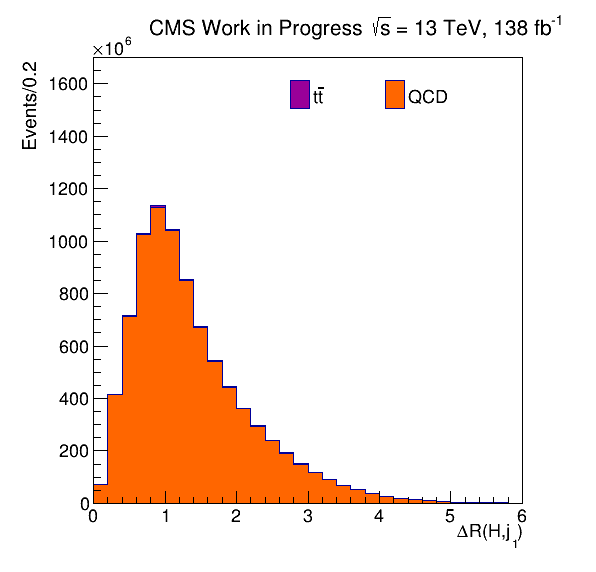 CMS Work in Progress √s = 13 TeV, 138 fb⁻¹
×10⁶
Events/0.2
tt̄
QCD
1600
1400
1200
1000
800
600
400
200
0
0 1 2 3 4 5 6
ΔR(H,j₁)